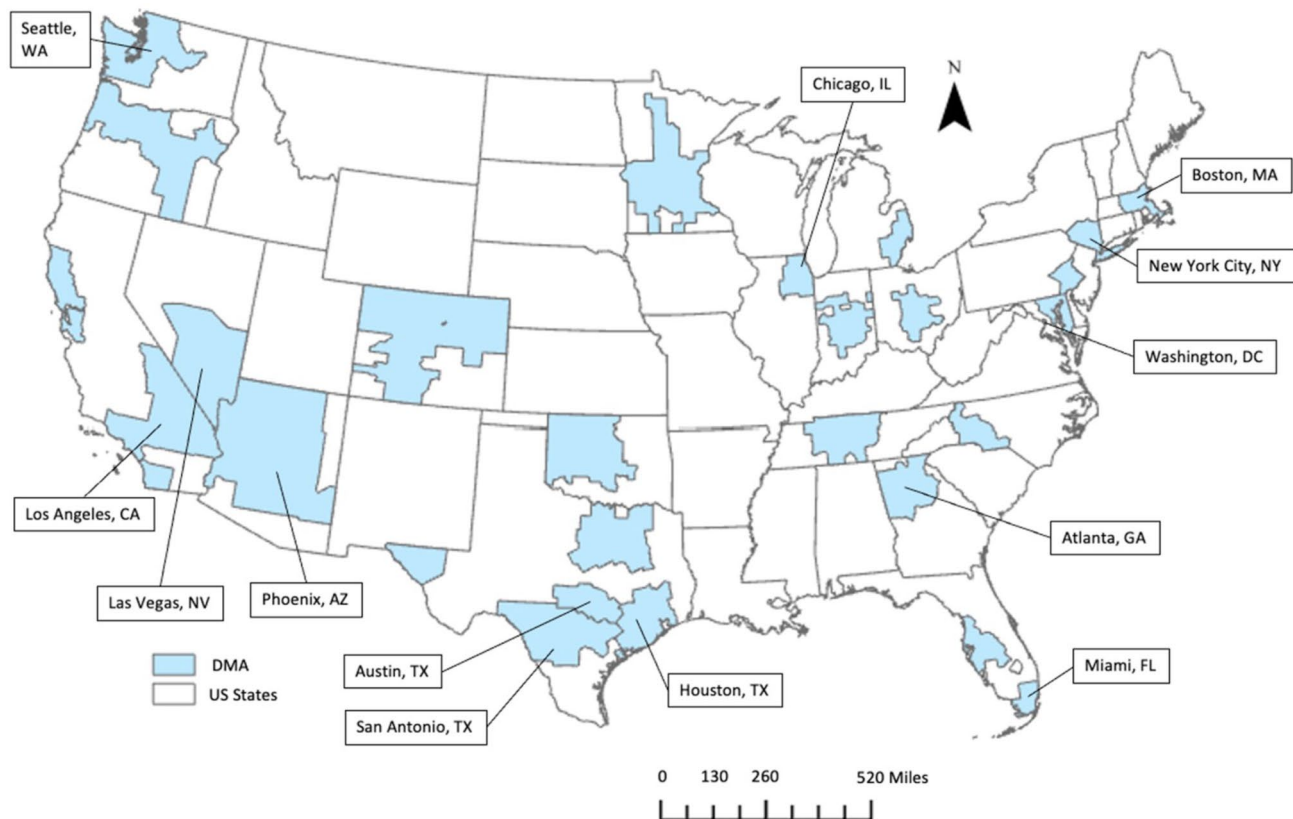 Seattle,
WA
Chicago, IL
N
Boston, MA
New York City, NY
Washington, DC
Los Angeles, CA
Atlanta, GA
Las Vegas, NV
Phoenix, AZ
Austin, TX
Houston, TX
Miami, FL
San Antonio, TX
DMA
US States
0 130 260 520 Miles